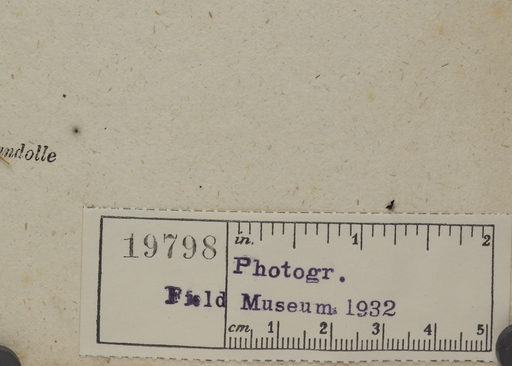 ndolle
19798
in. 1 2
Photogr.
Field Museum 1932
cm. 1 2 3 4 5